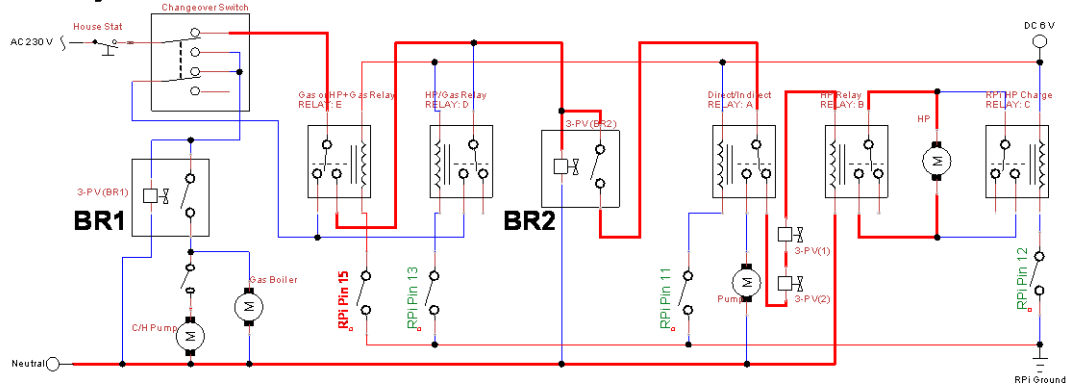 Changeover Switch
House Stat
AC 230 V
DC 6 V
Gas or HP+Gas Relay
RELAY: E
HP/Gas Relay
RELAY: D
Direct/Indirect
RELAY: A
HP Relay
RELAY: B
RPi HP Charge
RELAY: C
HP
3-PV(BR2)
M
3-PV(BR1)
BR1
BR2
3-PV(1)
RPi Pin 15
RPi Pin 13
RPi Pin 11
RPi Pin 12
Gas Boiler
M
Pump
M
3-PV(2)
C/H Pump
M
Neutral
RPi Ground